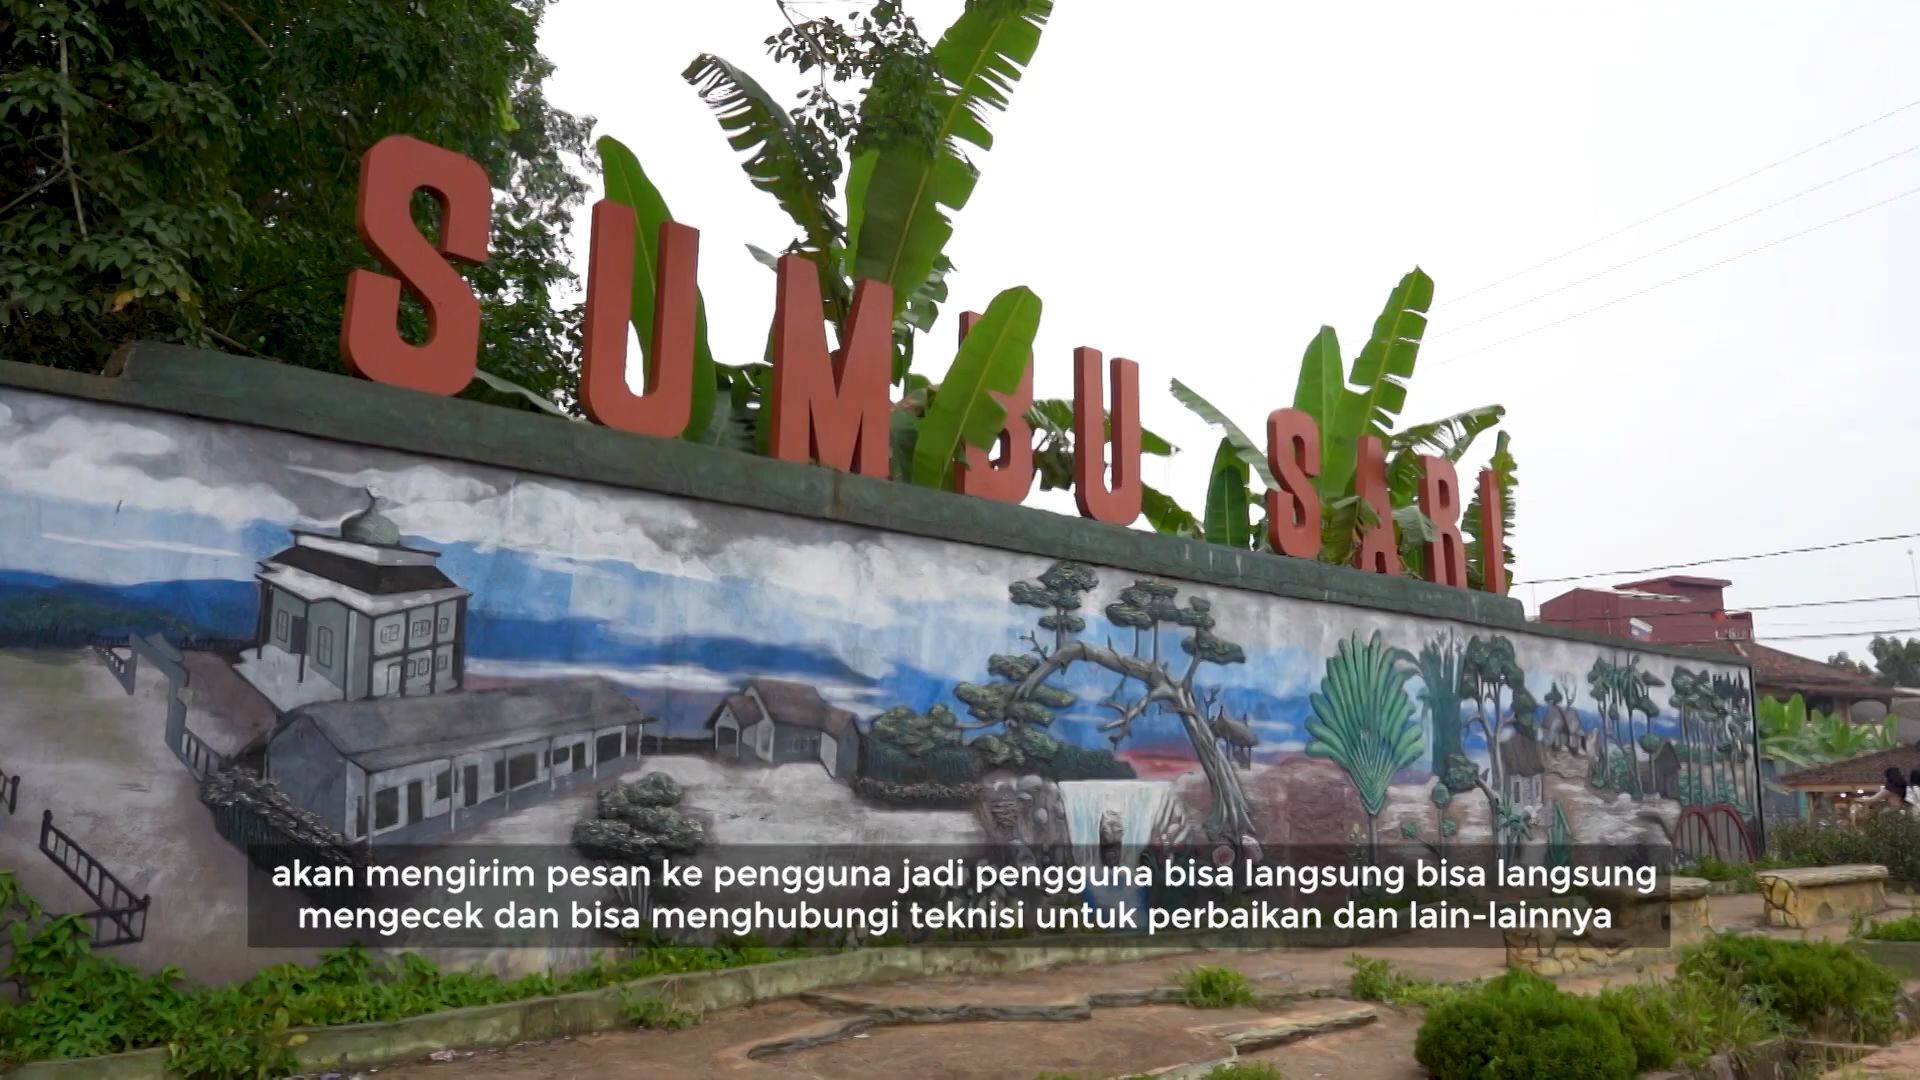 SUMBU SARI
akan mengirim pesan ke pengguna jadi pengguna bisa langsung bisa langsung
mengecek dan bisa menghubungi teknisi untuk perbaikan dan lain-lainnya